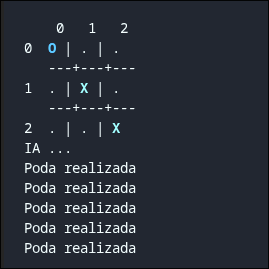 0 1 2
0 O | . | .
---+---+---
1 . | X | .
---+---+---
2 . | . | X
IA ...
Poda realizada
Poda realizada
Poda realizada
Poda realizada
Poda realizada